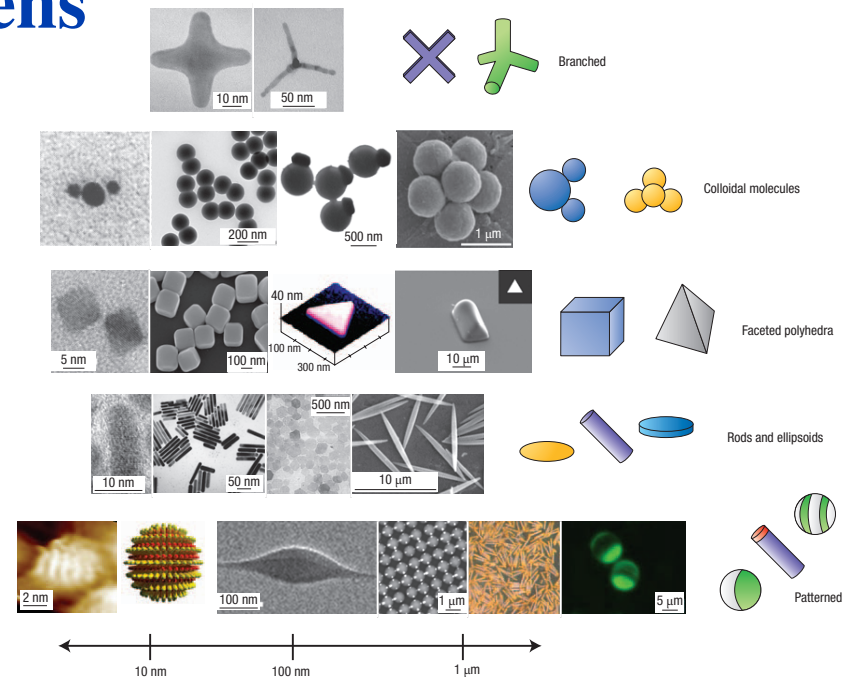 ens
10 nm
50 nm
Branched
200 nm
500 nm
1 µm
Colloidal molecules
5 nm
100 nm
40 nm
100 nm
300 nm
10 µm
Faceted polyhedra
10 nm
50 nm
500 nm
10 µm
Rods and ellipsoids
2 nm
100 nm
1 µm
5 µm
Patterned
10 nm
100 nm
1 µm